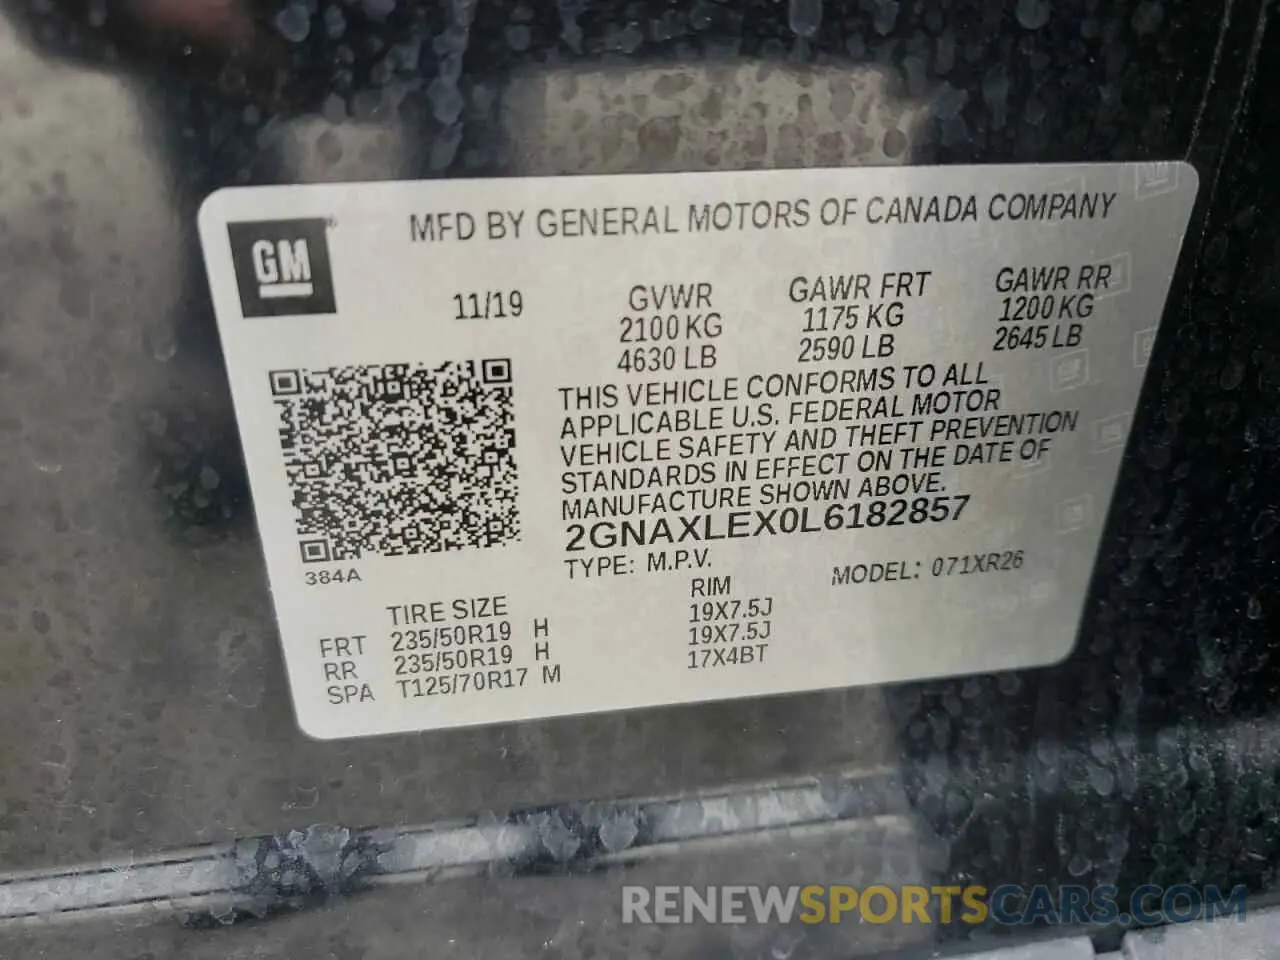 GM
MFD BY GENERAL MOTORS OF CANADA COMPANY
11/19
GVWR GAWR FRT GAWR RR
2100 KG 1175 KG 1200 KG
4630 LB 2590 LB 2645 LB
THIS VEHICLE CONFORMS TO ALL
APPLICABLE U.S. FEDERAL MOTOR
VEHICLE SAFETY AND THEFT PREVENTION
STANDARDS IN EFFECT ON THE DATE OF
MANUFACTURE SHOWN ABOVE.
2GNAXLEX0L6182857
TYPE: M.P.V. MODEL: 071XR26
384A
TIRE SIZE RIM
FRT 235/50R19 H 19X7.5J
RR 235/50R19 H 19X7.5J
SPA T125/70R17 M 17X4BT
RENEWSPORTSCARS.COM